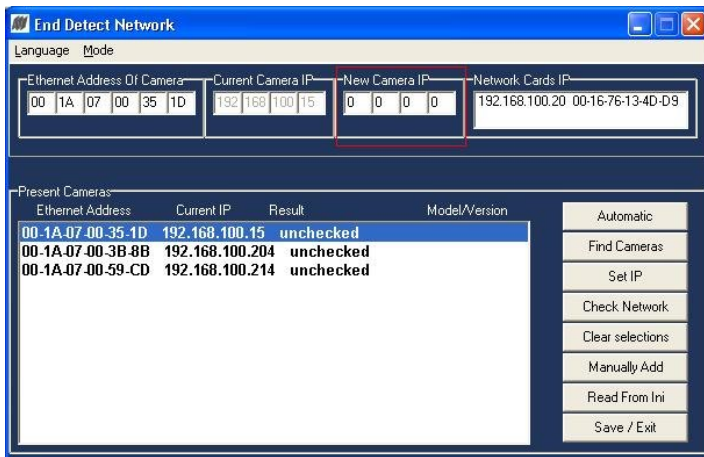 End Detect Network
Language Mode
Ethernet Address Of Camera Current Camera IP New Camera IP Network Cards IP
00 1A 07 00 35 1D 192 168 100 15 0 0 0 0 192.168.100.20 00-16-76-13-4D-D9
Present Cameras
Ethernet Address Current IP Result Model/Version
00-1A-07-00-35-1D 192.168.100.15 unchecked
00-1A-07-00-3B-8B 192.168.100.204 unchecked
00-1A-07-00-59-CD 192.168.100.214 unchecked
Automatic
Find Cameras
Set IP
Check Network
Clear selections
Manually Add
Read From Ini
Save / Exit